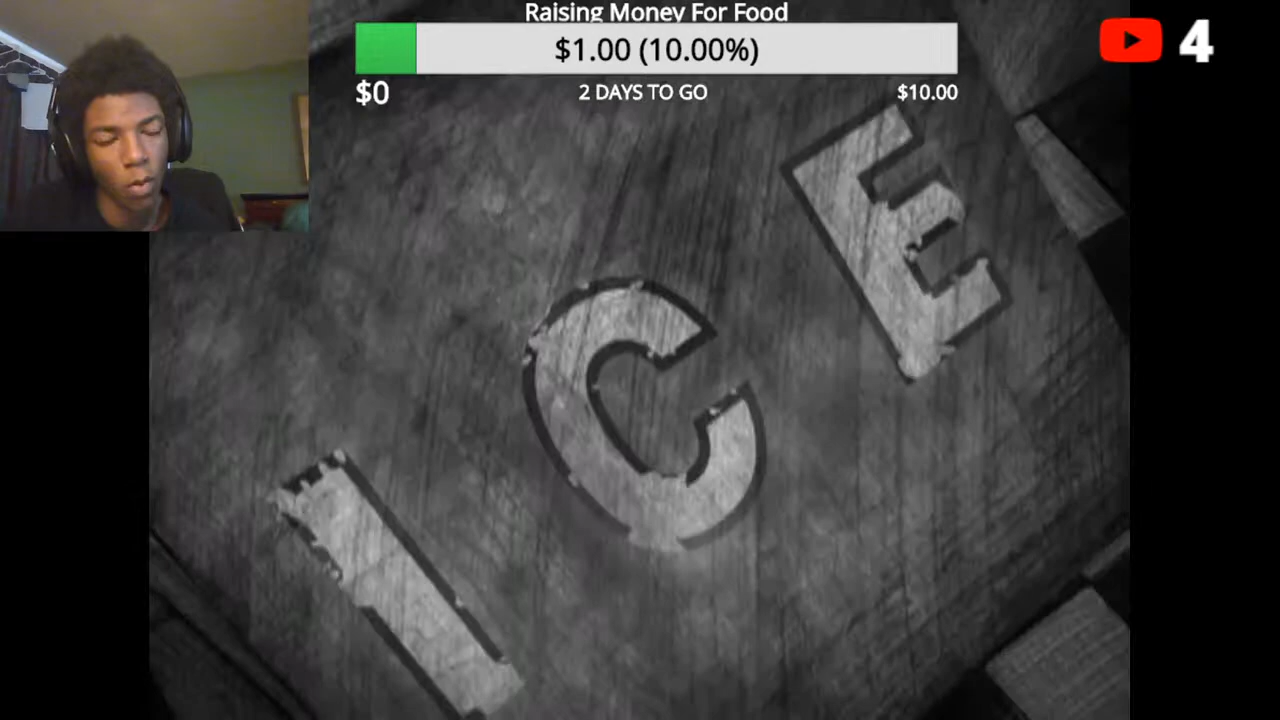 Raising Money For Food
$1.00 (10.00%)
$0
2 DAYS TO GO
$10.00
4
ICE